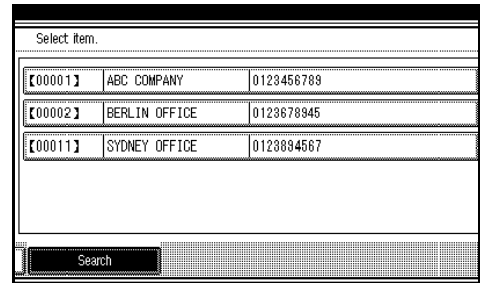 Select item.
【00001】 ABC COMPANY 0123456789
【00002】 BERLIN OFFICE 0123678945
【00011】 SYDNEY OFFICE 0123894567
Search